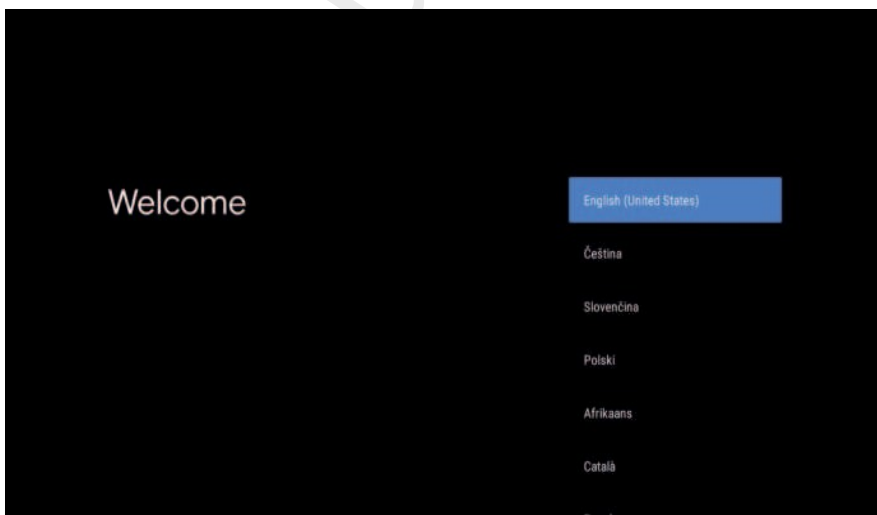 Welcome
English (United States)
Čeština
Slovenčina
Polski
Afrikaans
Català